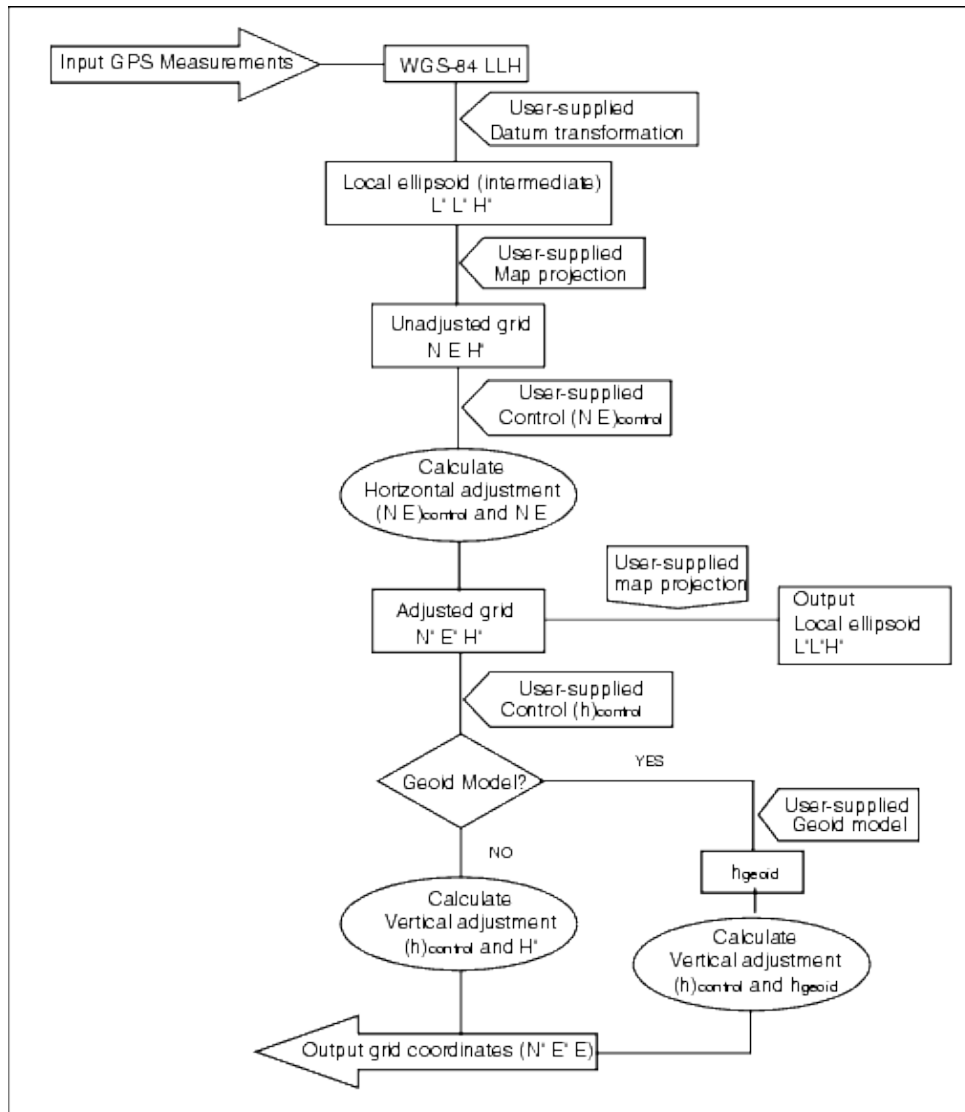 Input GPS Measurements
WGS-84 LLH
User-supplied
Datum transformation
Local ellipsoid (intermediate)
L' L' H'
User-supplied
Map projection
Unadjusted grid
N E H'
User-supplied
Control (N E)control
Calculate
Horizontal adjustment
(N E)control and N E
User-supplied
map projection
Adjusted grid
N' E' H'
Output
Local ellipsoid
L'L'H'
User-supplied
Control (h)control
Geoid Model?
YES
User-supplied
Geoid model
NO
hgeoid
Calculate
Vertical adjustment
(h)control and H'
Calculate
Vertical adjustment
(h)control and hgeoid
Output grid coordinates (N' E' E)